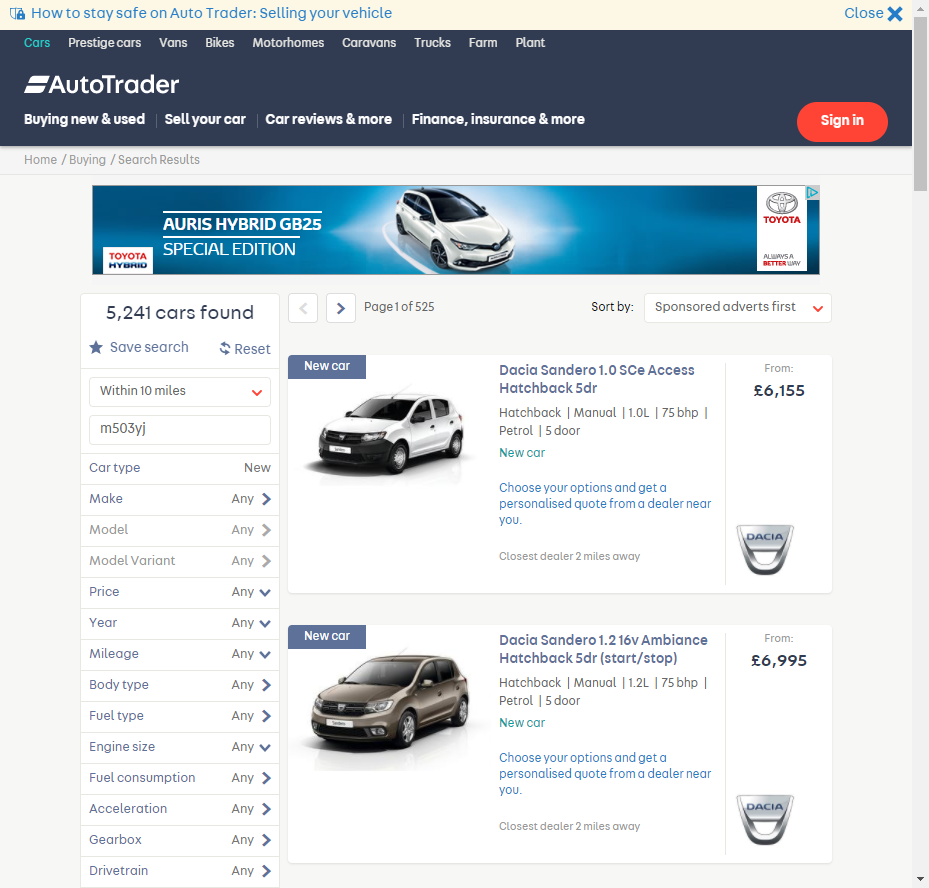 How to stay safe on Auto Trader: Selling your vehicle
Close
Cars Prestige cars Vans Bikes Motorhomes Caravans Trucks Farm Plant
AutoTrader
Buying new & used Sell your car Car reviews & more Finance, insurance & more
Sign in
Home / Buying / Search Results
AURIS HYBRID GB25
SPECIAL EDITION
TOYOTA
HYBRID
TOYOTA
ALWAYS A
BETTER WAY
5,241 cars found
Save search Reset
Within 10 miles
m503yj
Car type New
Make Any
Model Any
Model Variant Any
Price Any
Year Any
Mileage Any
Body type Any
Fuel type Any
Engine size Any
Fuel consumption Any
Acceleration Any
Gearbox Any
Drivetrain Any
Page 1 of 525
Sort by: Sponsored adverts first
New car
Dacia Sandero 1.0 SCe Access
Hatchback 5dr
Hatchback | Manual | 1.0L | 75 bhp |
Petrol | 5 door
New car
Choose your options and get a
personalised quote from a dealer near
you.
Closest dealer 2 miles away
From:
£6,155
DACIA
New car
Dacia Sandero 1.2 16v Ambiance
Hatchback 5dr (start/stop)
Hatchback | Manual | 1.2L | 75 bhp |
Petrol | 5 door
New car
Choose your options and get a
personalised quote from a dealer near
you.
Closest dealer 2 miles away
From:
£6,995
DACIA